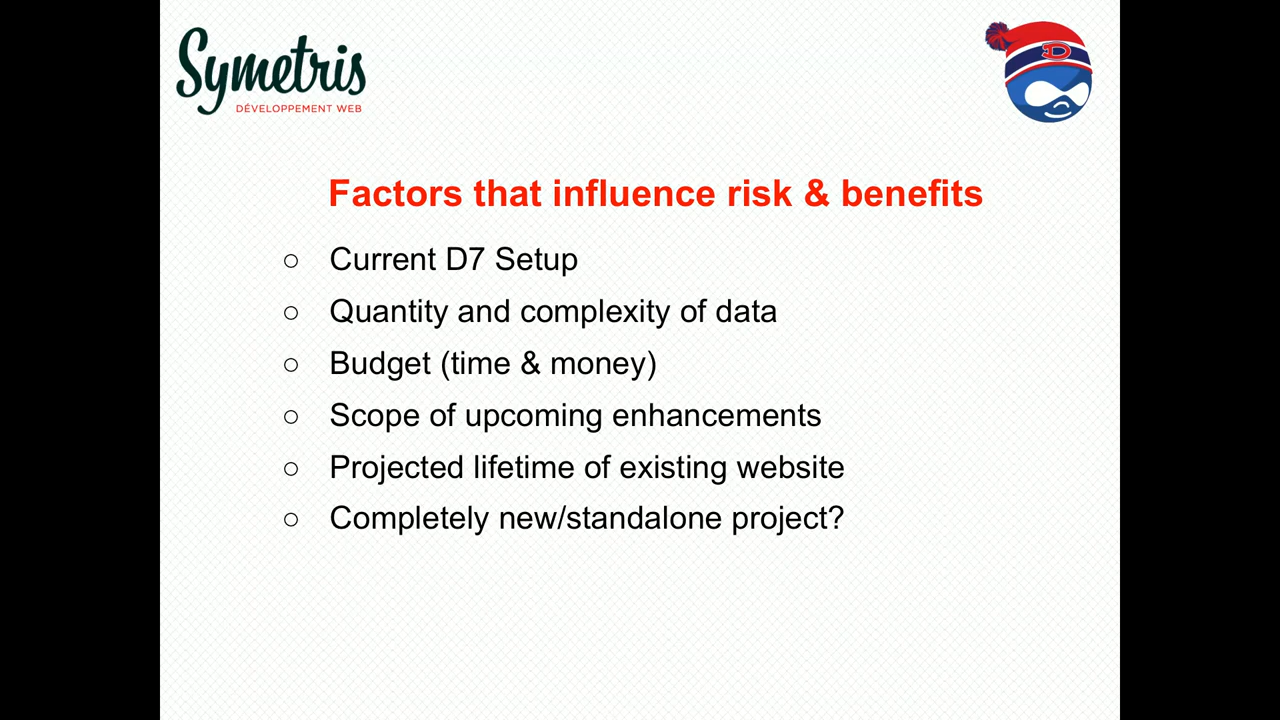 Symetris
DÉVELOPPEMENT WEB
D
Factors that influence risk & benefits
○ Current D7 Setup
○ Quantity and complexity of data
○ Budget (time & money)
○ Scope of upcoming enhancements
○ Projected lifetime of existing website
○ Completely new/standalone project?